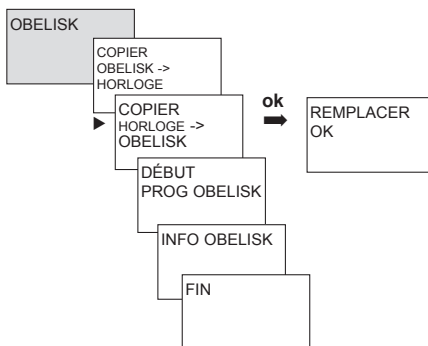 OBELISK
COPIER
OBELISK ->
HORLOGE
COPIER
HORLOGE ->
OBELISK
ok
REMPLACER
OK
DÉBUT
PROG OBELISK
INFO OBELISK
FIN